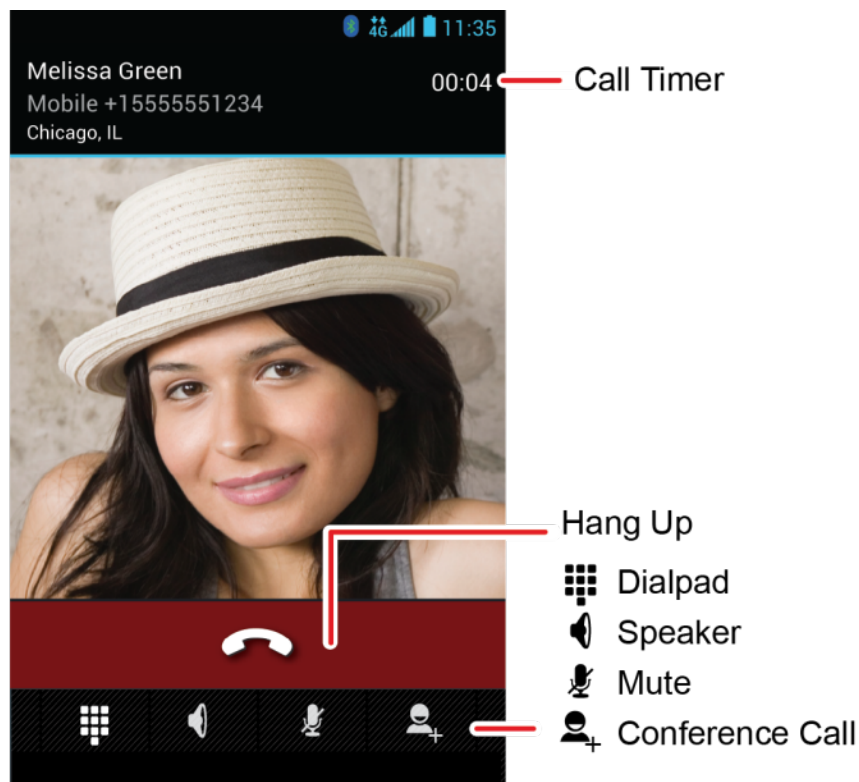 4G 11:35
Melissa Green
00:04
Call Timer
Mobile +15555551234
Chicago, IL
Hang Up
Dialpad
Speaker
Mute
Conference Call